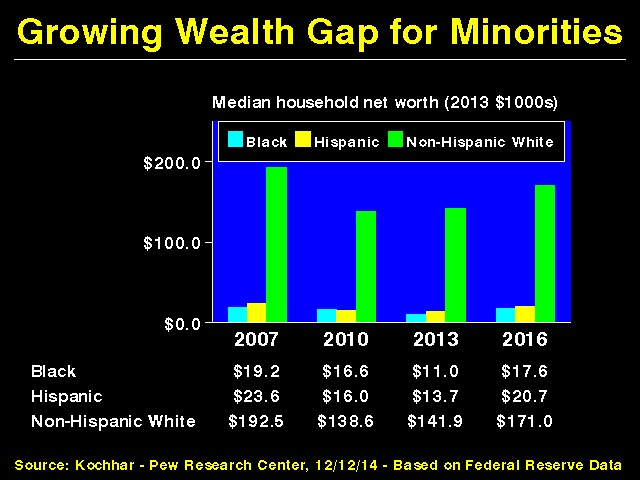 Growing Wealth Gap for Minorities
Median household net worth (2013 $1000s)
Black Hispanic Non-Hispanic White
$200.0
$100.0
$0.0
2007 2010 2013 2016
Black $19.2 $16.6 $11.0 $17.6
Hispanic $23.6 $16.0 $13.7 $20.7
Non-Hispanic White $192.5 $138.6 $141.9 $171.0
Source: Kochhar - Pew Research Center, 12/12/14 - Based on Federal Reserve Data